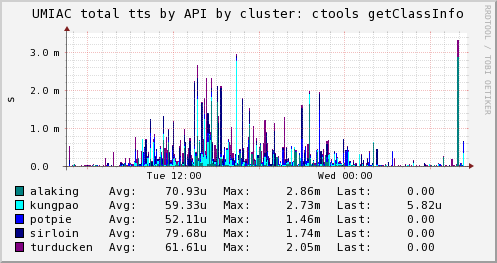 UMIAC total tts by API by cluster: ctools getClassInfo
RRDTOOL / TOBI OETIKER
s
3.0 m
2.0 m
1.0 m
0.0
Tue 12:00 Wed 00:00
alaking Avg: 70.93u Max: 2.86m Last: 0.00
kungpao Avg: 59.33u Max: 2.73m Last: 5.82u
potpie Avg: 52.11u Max: 1.46m Last: 0.00
sirloin Avg: 79.68u Max: 1.74m Last: 0.00
turducken Avg: 61.61u Max: 2.05m Last: 0.00